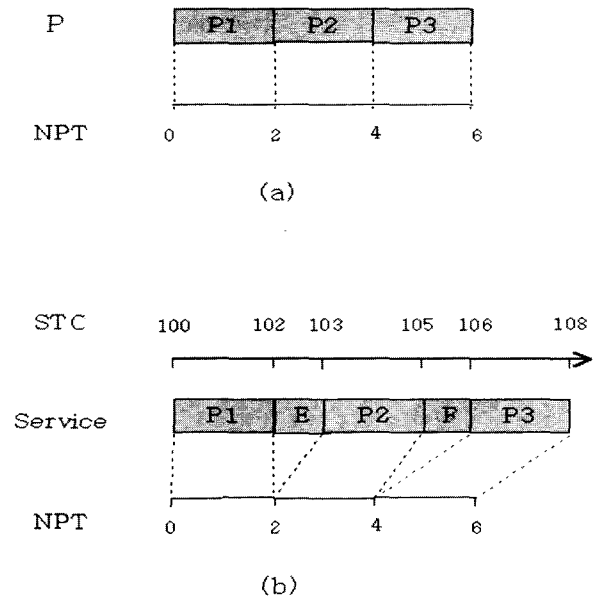 P P1 P2 P3
NPT 0 2 4 6
(a)
STC 100 102 103 105 106 108
Service P1 E P2 F P3
NPT 0 2 4 6
(b)